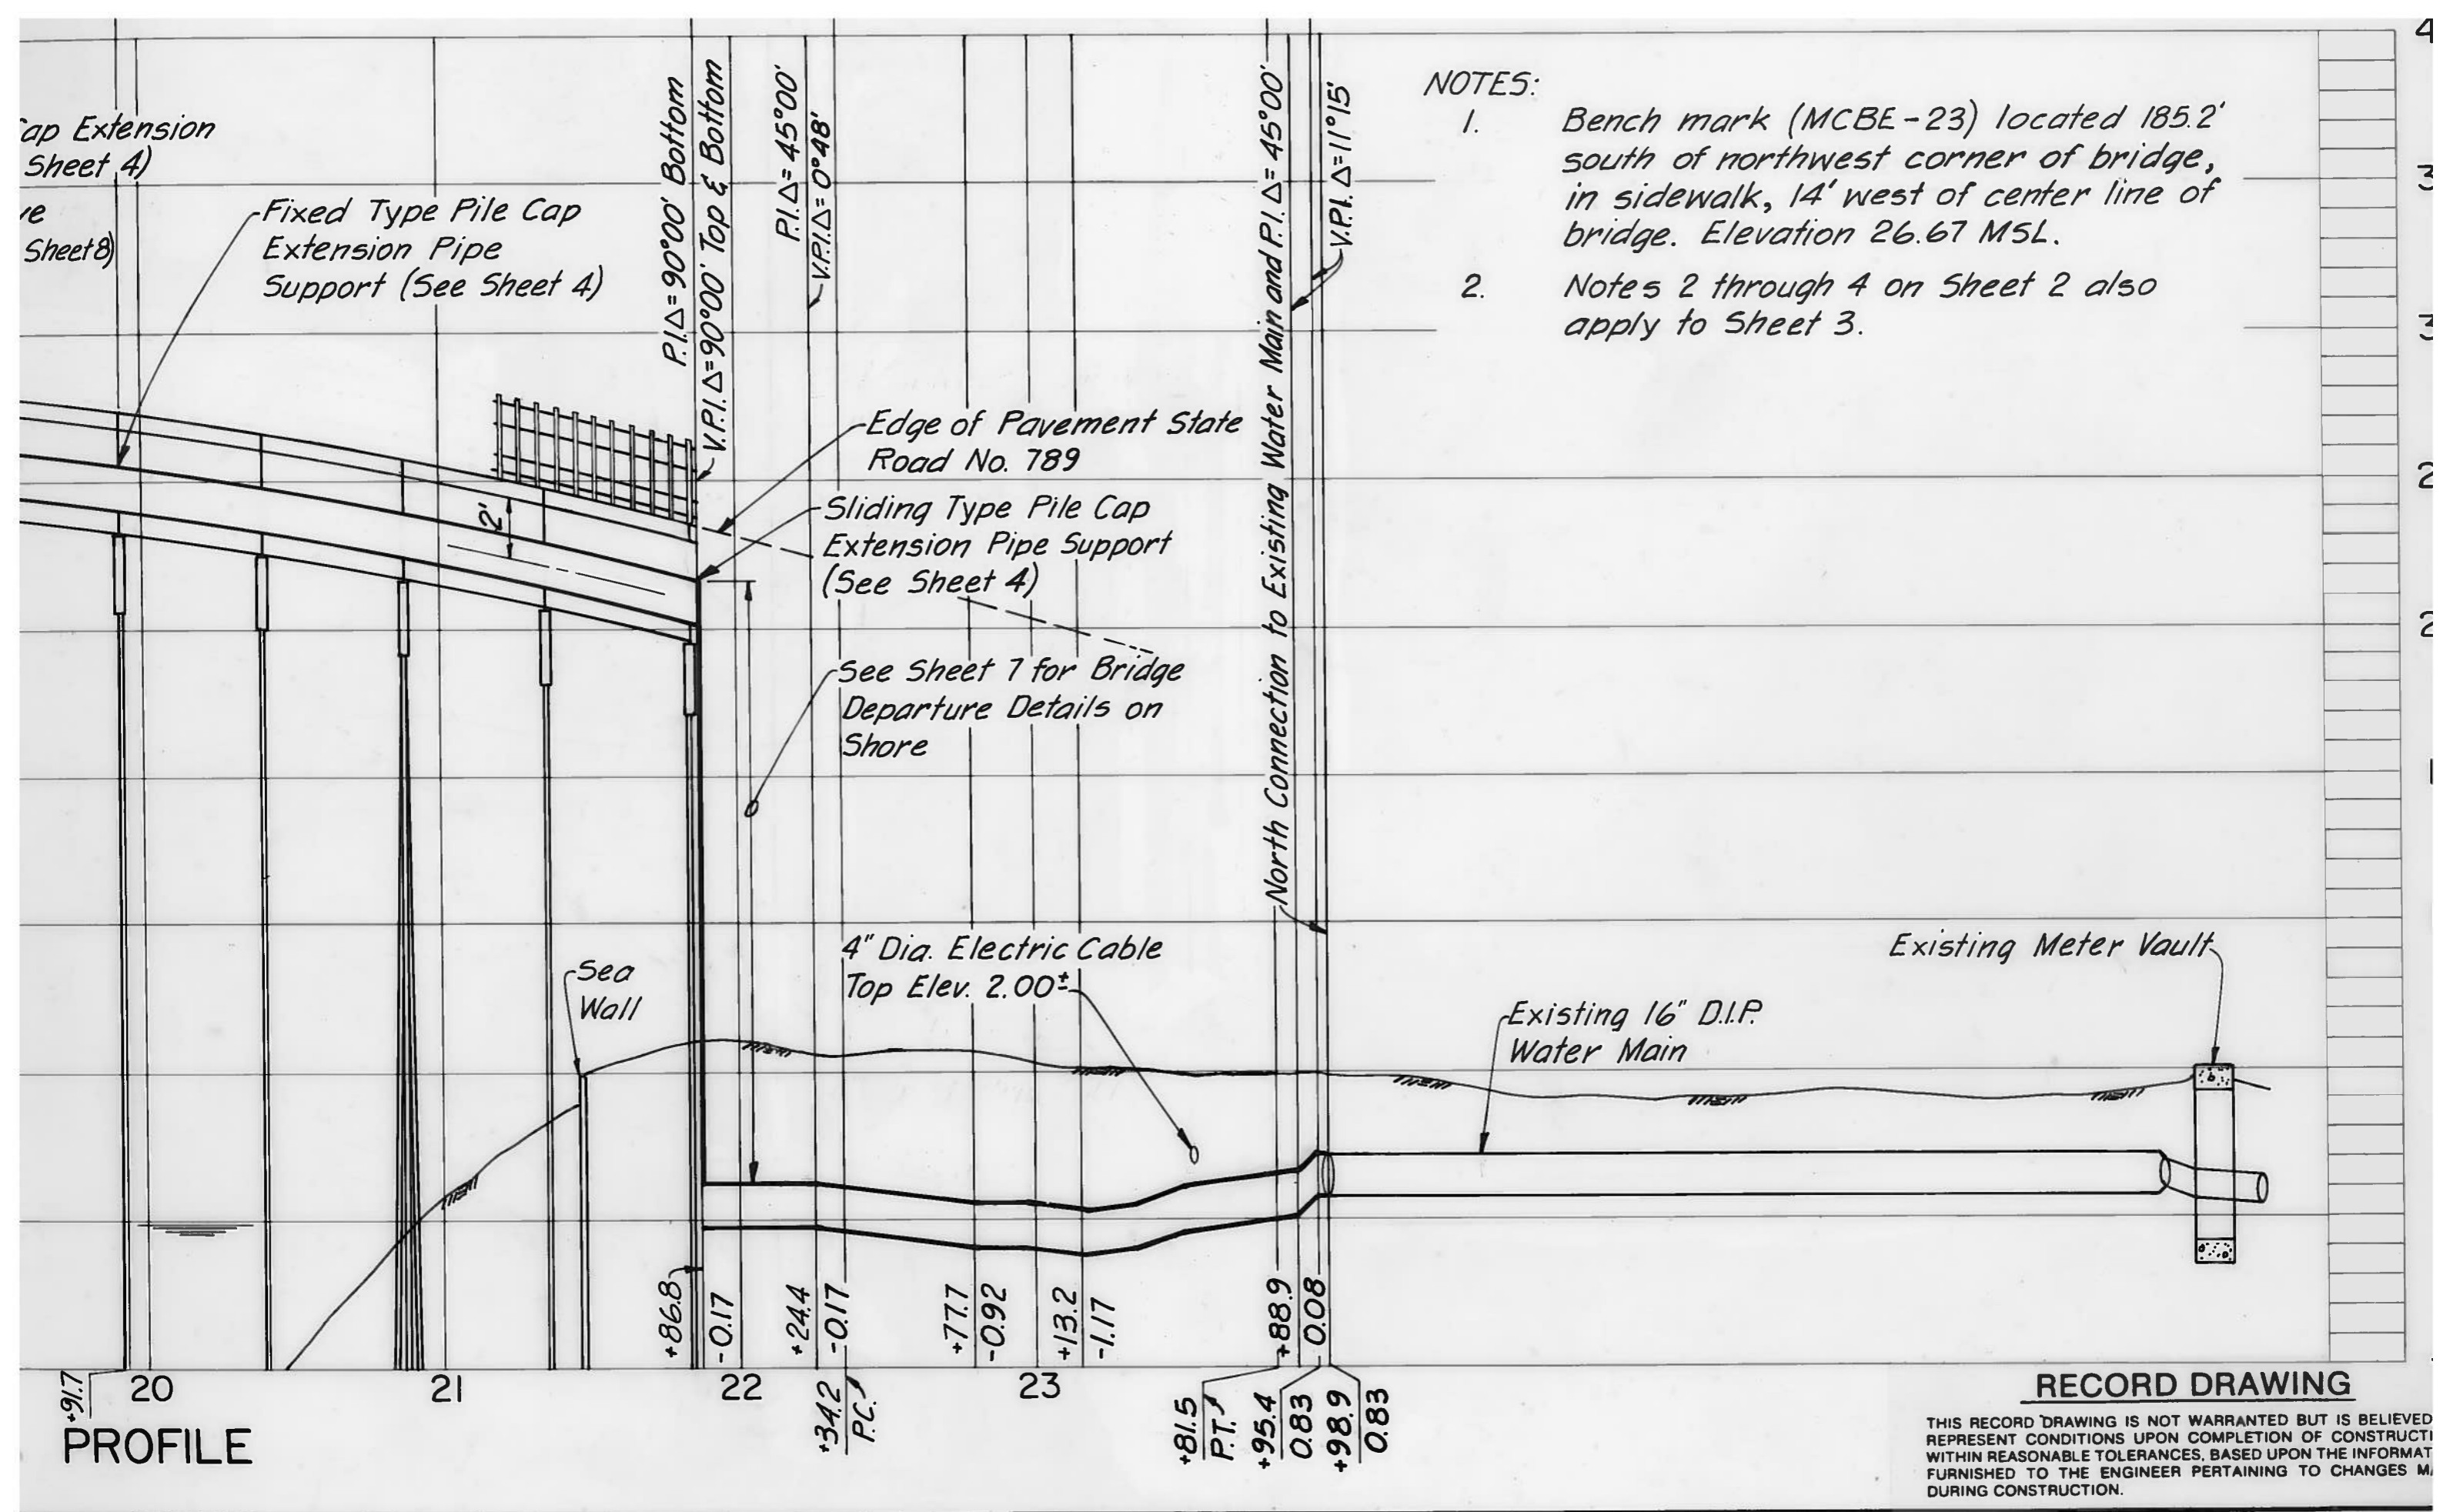 ap Extension
Sheet 4)
Sheet 8)
Fixed Type Pile Cap
Extension Pipe
Support (See Sheet 4)
P.I.Δ=90°00' Bottom
V.P.I.Δ=90°00' Top & Bottom
P.I.Δ=45°00'
V.P.I.Δ=0°48'
North Connection to Existing Water Main and P.I.Δ=45°00'
V.P.I.Δ=11°15'
NOTES:
1. Bench mark (MCBE-23) located 185.2'
south of northwest corner of bridge,
in sidewalk, 14' west of center line of
bridge. Elevation 26.67 MSL.
2. Notes 2 through 4 on Sheet 2 also
apply to Sheet 3.
2'
Edge of Pavement State
Road No. 789
Sliding Type Pile Cap
Extension Pipe Support
(See Sheet 4)
See Sheet 7 for Bridge
Departure Details on
Shore
4" Dia. Electric Cable
Top Elev. 2.00±
Sea
Wall
Existing Meter Vault
Existing 16" D.I.P.
Water Main
+86.8
-0.17
+24.4
-0.17
+77.7
-0.92
+13.2
-1.17
+88.9
0.08
+91.7
20
21
22
23
+34.2
P.C.
+81.5
P.T.
+95.4
0.83
+98.9
0.83
PROFILE
RECORD DRAWING
THIS RECORD DRAWING IS NOT WARRANTED BUT IS BELIEVED
REPRESENT CONDITIONS UPON COMPLETION OF CONSTRUCTI
WITHIN REASONABLE TOLERANCES, BASED UPON THE INFORMAT
FURNISHED TO THE ENGINEER PERTAINING TO CHANGES M
DURING CONSTRUCTION.